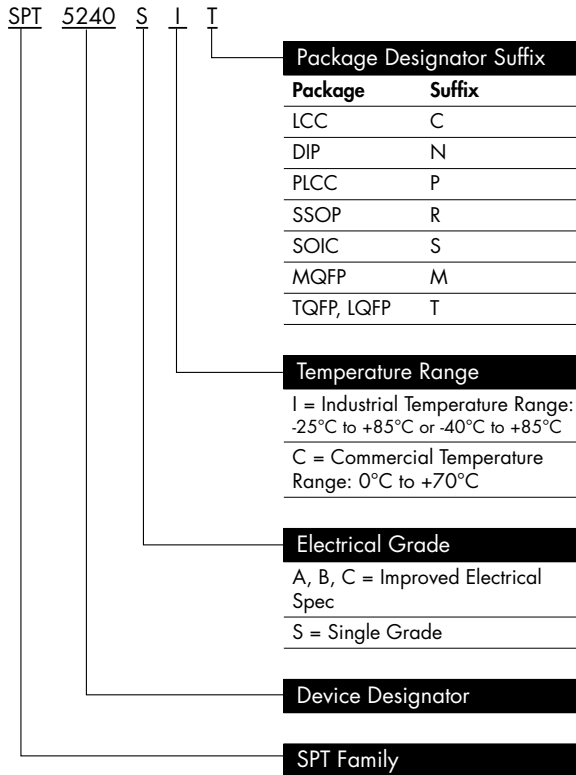 SPT 5240 S I T
Package Designator Suffix
Package Suffix
LCC C
DIP N
PLCC P
SSOP R
SOIC S
MQFP M
TQFP, LQFP T
Temperature Range
I = Industrial Temperature Range:
-25°C to +85°C or -40°C to +85°C
C = Commercial Temperature
Range: 0°C to +70°C
Electrical Grade
A, B, C = Improved Electrical
Spec
S = Single Grade
Device Designator
SPT Family